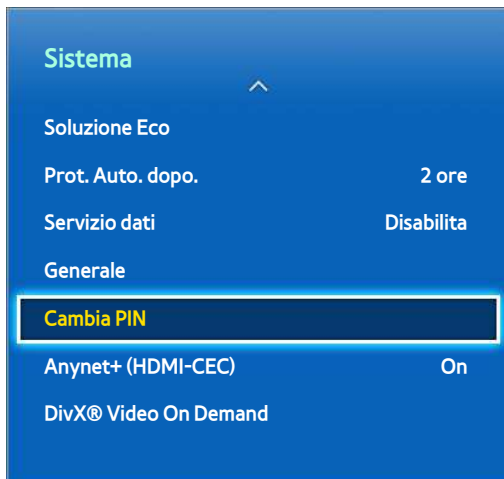 Sistema
Soluzione Eco
Prot. Auto. dopo. 2 ore
Servizio dati Disabilita
Generale
Cambia PIN
Anynet+ (HDMI-CEC) On
DivX® Video On Demand